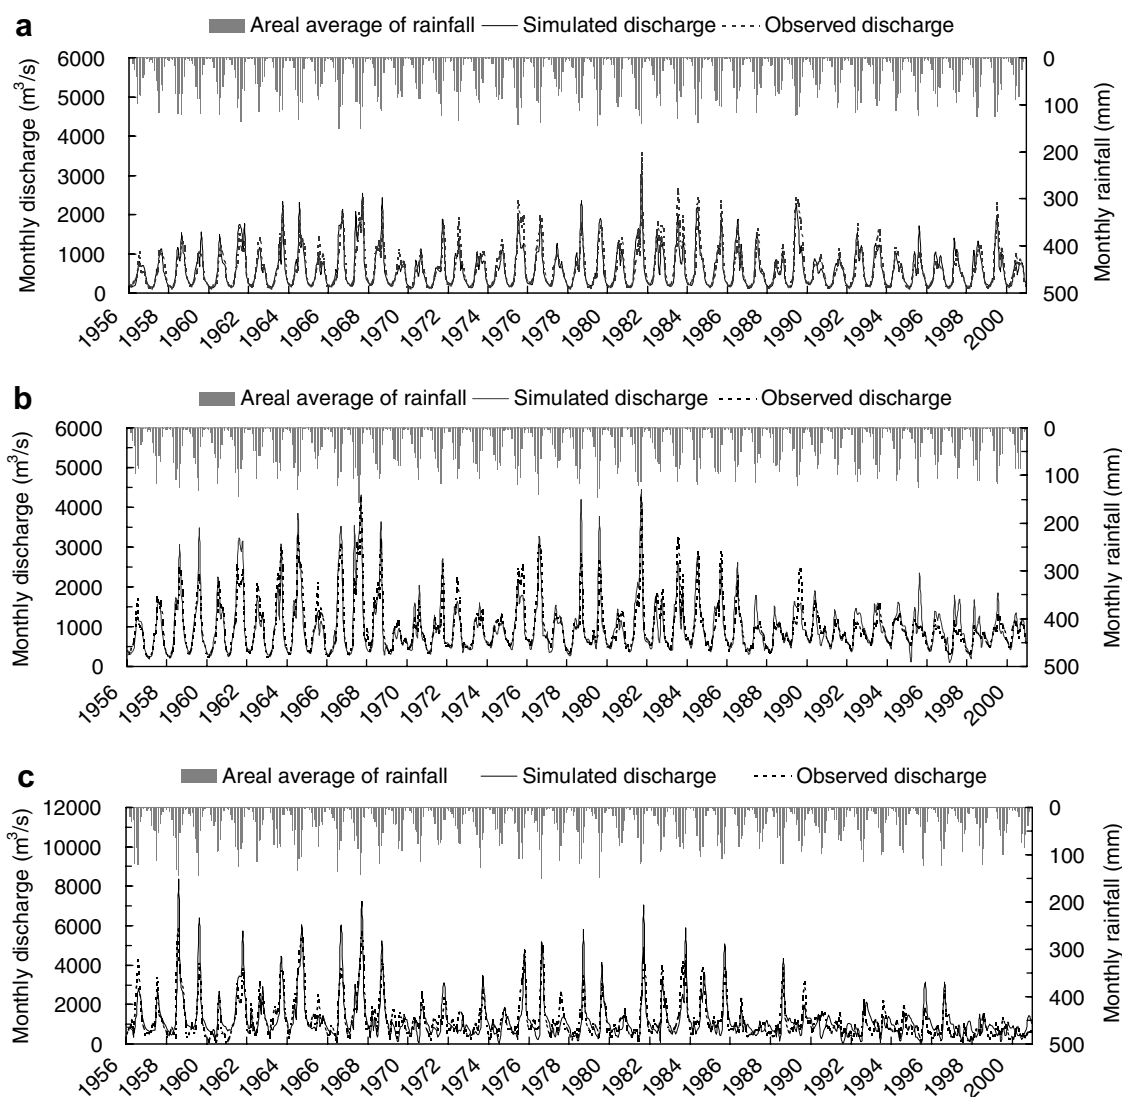 a
Areal average of rainfall Simulated discharge Observed discharge
Monthly discharge (m³/s)
6000
5000
4000
3000
2000
1000
0
0
100
200
300
400
500
Monthly rainfall (mm)
1956 1958 1960 1962 1964 1966 1968 1970 1972 1974 1976 1978 1980 1982 1984 1986 1988 1990 1992 1994 1996 1998 2000
b
Areal average of rainfall Simulated discharge Observed discharge
Monthly discharge (m³/s)
6000
5000
4000
3000
2000
1000
0
0
100
200
300
400
500
Monthly rainfall (mm)
1956 1958 1960 1962 1964 1966 1968 1970 1972 1974 1976 1978 1980 1982 1984 1986 1988 1990 1992 1994 1996 1998 2000
c
Areal average of rainfall Simulated discharge Observed discharge
Monthly discharge (m³/s)
12000
10000
8000
6000
4000
2000
0
0
100
200
300
400
500
Monthly rainfall (mm)
1956 1958 1960 1962 1964 1966 1968 1970 1972 1974 1976 1978 1980 1982 1984 1986 1988 1990 1992 1994 1996 1998 2000